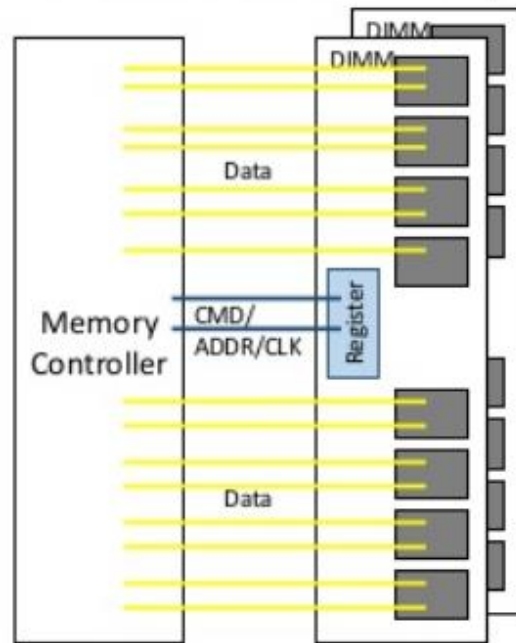 DIMM
DIMM
Data
CMD/
ADDR/CLK
Register
Memory
Controller
Data